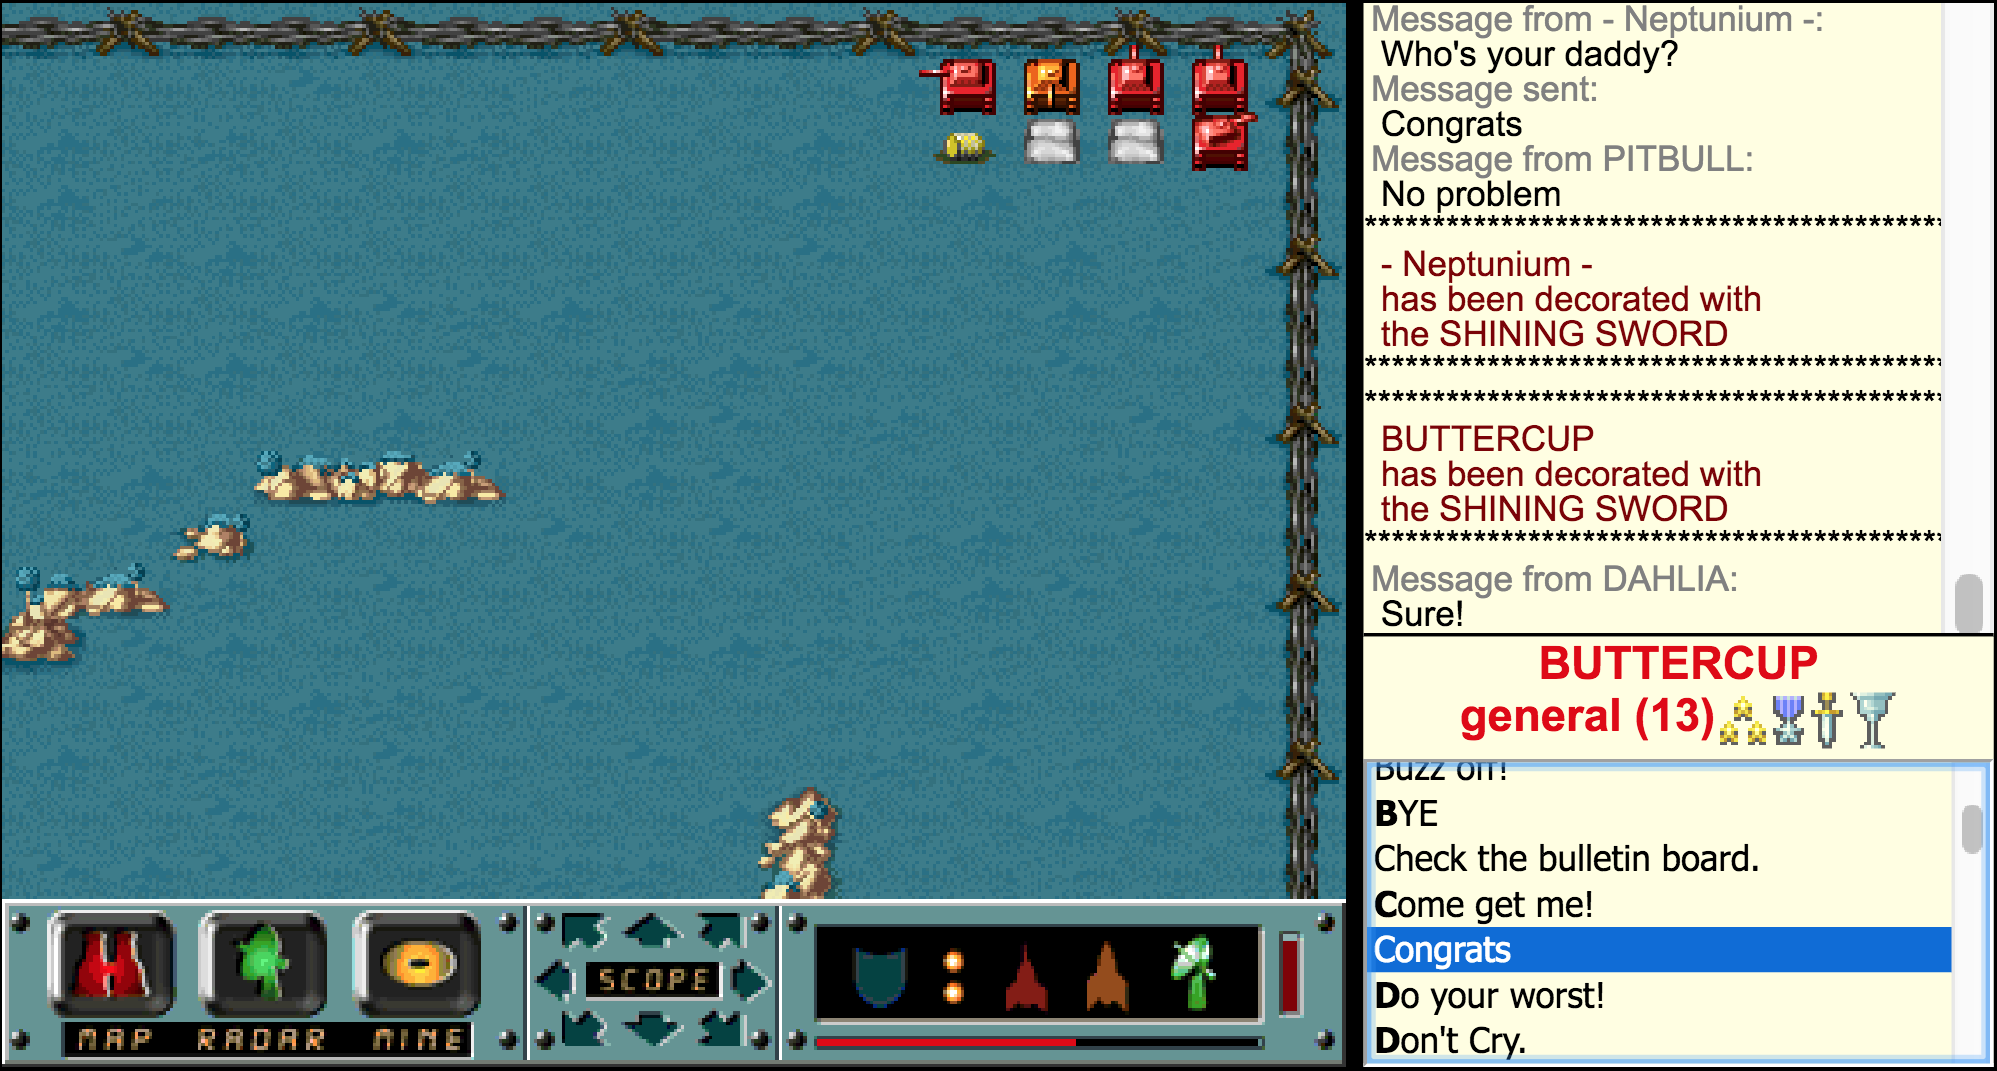 Message from - Neptunium -:
Who's your daddy?
Message sent:
Congrats
Message from PITBULL:
No problem
*******************************************
- Neptunium -
has been decorated with
the SHINING SWORD
*******************************************
*******************************************
BUTTERCUP
has been decorated with
the SHINING SWORD
*******************************************
Message from DAHLIA:
Sure!
BUTTERCUP
general (13)
Buzz off!
BYE
Check the bulletin board.
Come get me!
Congrats
Do your worst!
Don't Cry.
MAP RADAR MINE
SCOPE